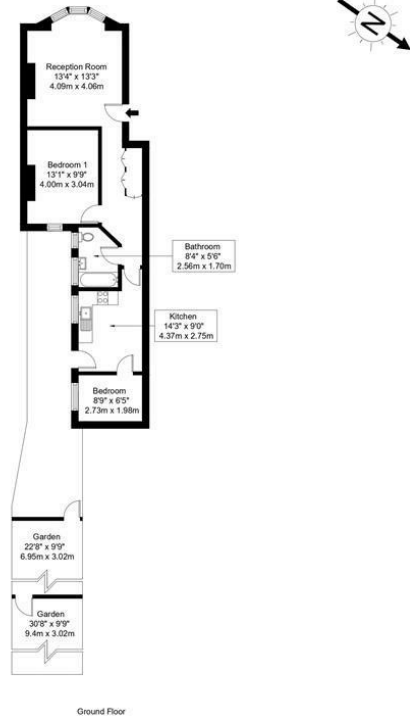 N
Reception Room
13'4" x 13'3"
4.09m x 4.06m
Bedroom 1
13'1" x 9'9"
4.00m x 3.04m
Bathroom
8'4" x 5'6"
2.56m x 1.70m
Kitchen
14'3" x 9'0"
4.37m x 2.75m
Bedroom
8'9" x 6'5"
2.73m x 1.98m
Garden
22'8" x 9'9"
6.95m x 3.02m
Garden
30'8" x 9'9"
9.4m x 3.02m
Ground Floor